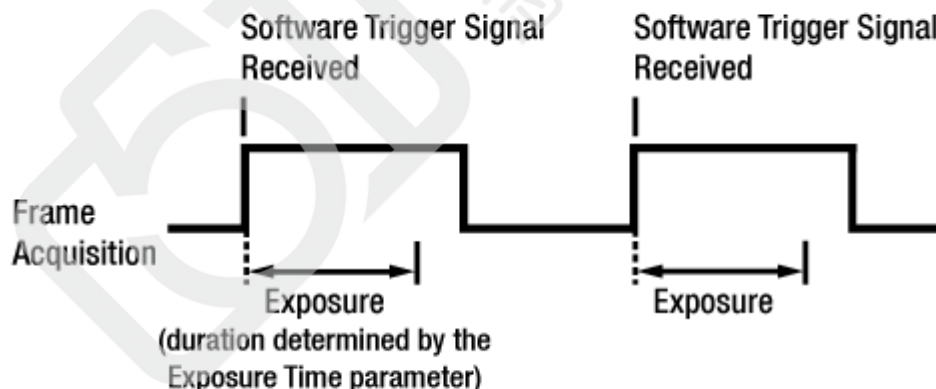 Software Trigger Signal
Received
Software Trigger Signal
Received
Frame
Acquisition
Exposure
(duration determined by the
Exposure Time parameter)
Exposure